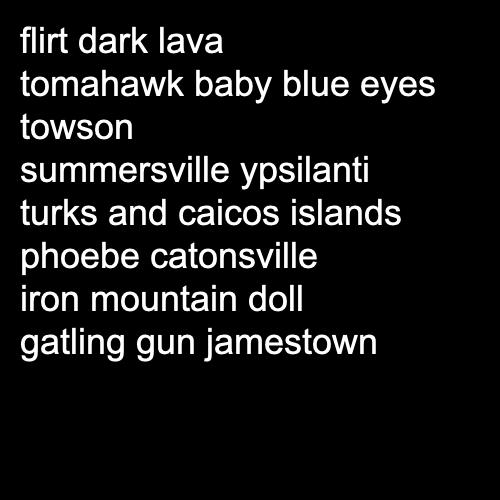 flirt dark lava
tomahawk baby blue eyes
towson
summersville ypsilanti
turks and caicos islands
phoebe catonsville
iron mountain doll
gatling gun jamestown